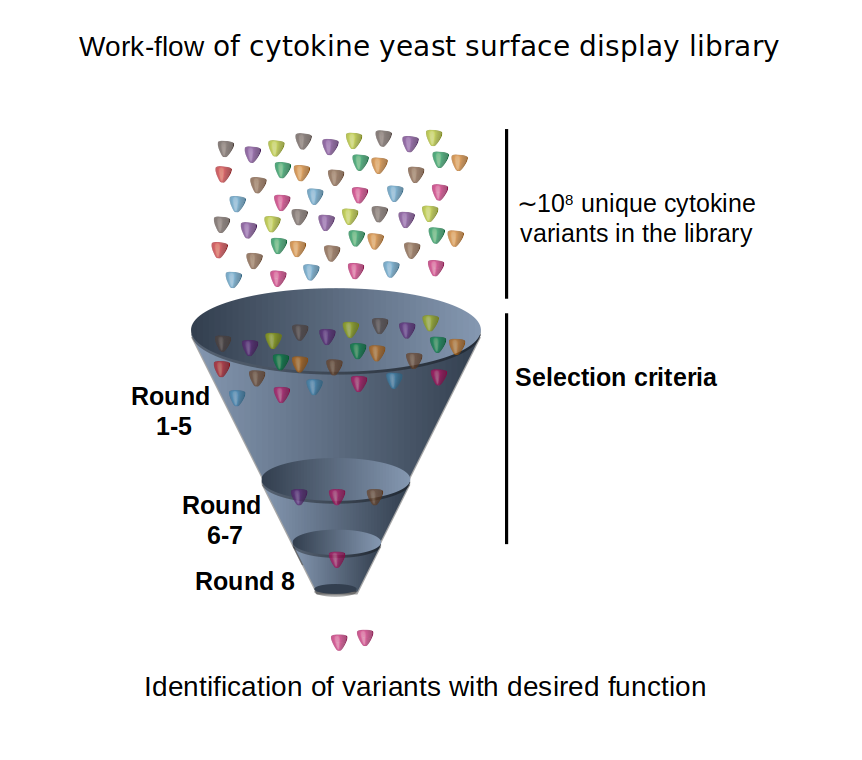 Work-flow of cytokine yeast surface display library
~10⁸ unique cytokine
variants in the library
Selection criteria
Round
1-5
Round
6-7
Round 8
Identification of variants with desired function